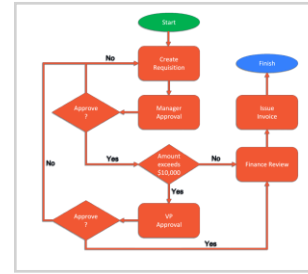 Start
No
Create
Requisition
Finish
Approve
?
Manager
Approval
Issue
Invoice
Yes
Amount
exceeds
$10,000
No
Finance Review
No
Yes
Approve
?
VP
Approval
Yes